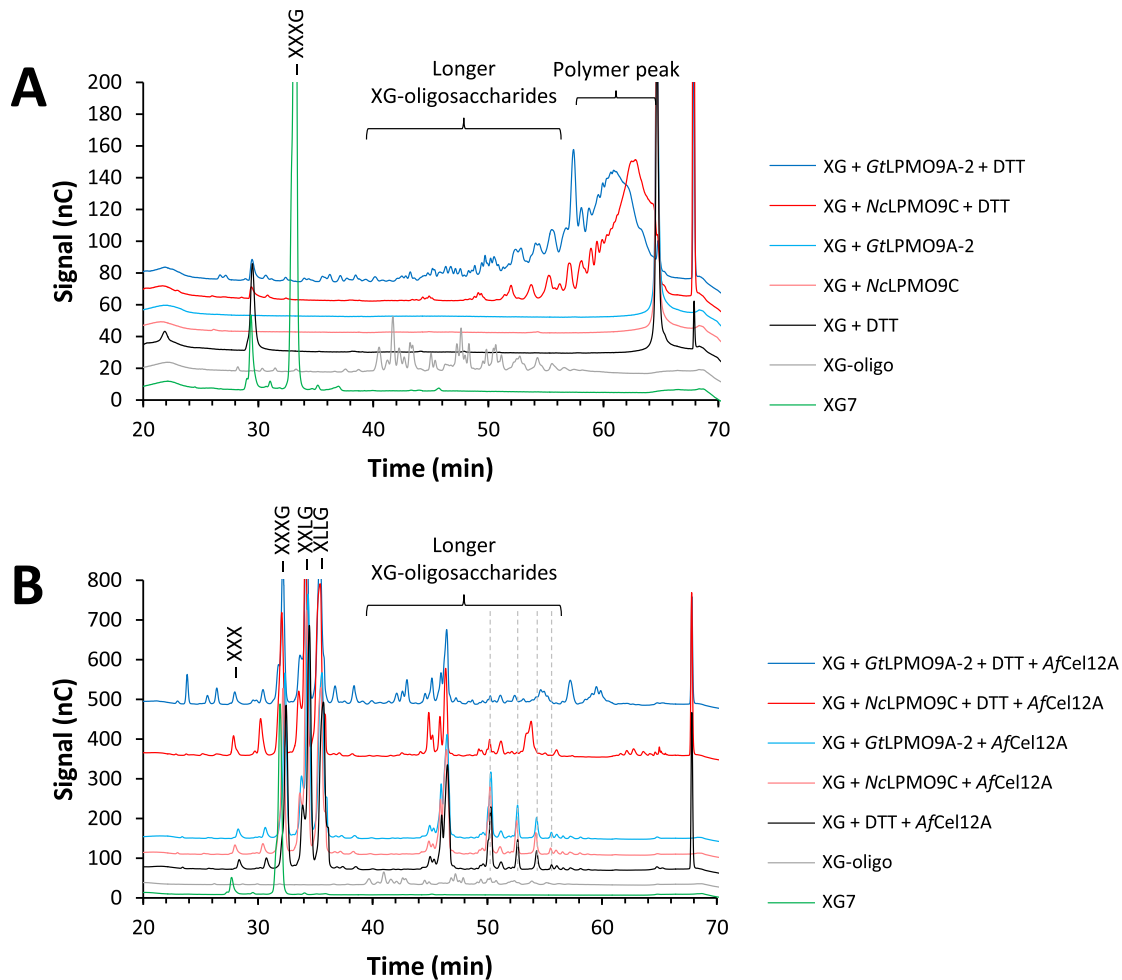 A
XXXG
Longer
XG-oligosaccharides
Polymer peak
200
180
160
140
120
100
80
60
40
20
0
Signal (nC)
20 30 40 50 60 70
Time (min)
XG + GtLPMO9A-2 + DTT
XG + NcLPMO9C + DTT
XG + GtLPMO9A-2
XG + NcLPMO9C
XG + DTT
XG-oligo
XG7
B
XXX
XXXG
XXLG
XLLG
Longer
XG-oligosaccharides
800
700
600
500
400
300
200
100
0
Signal (nC)
20 30 40 50 60 70
Time (min)
XG + GtLPMO9A-2 + DTT + AfCel12A
XG + NcLPMO9C + DTT + AfCel12A
XG + GtLPMO9A-2 + AfCel12A
XG + NcLPMO9C + AfCel12A
XG + DTT + AfCel12A
XG-oligo
XG7